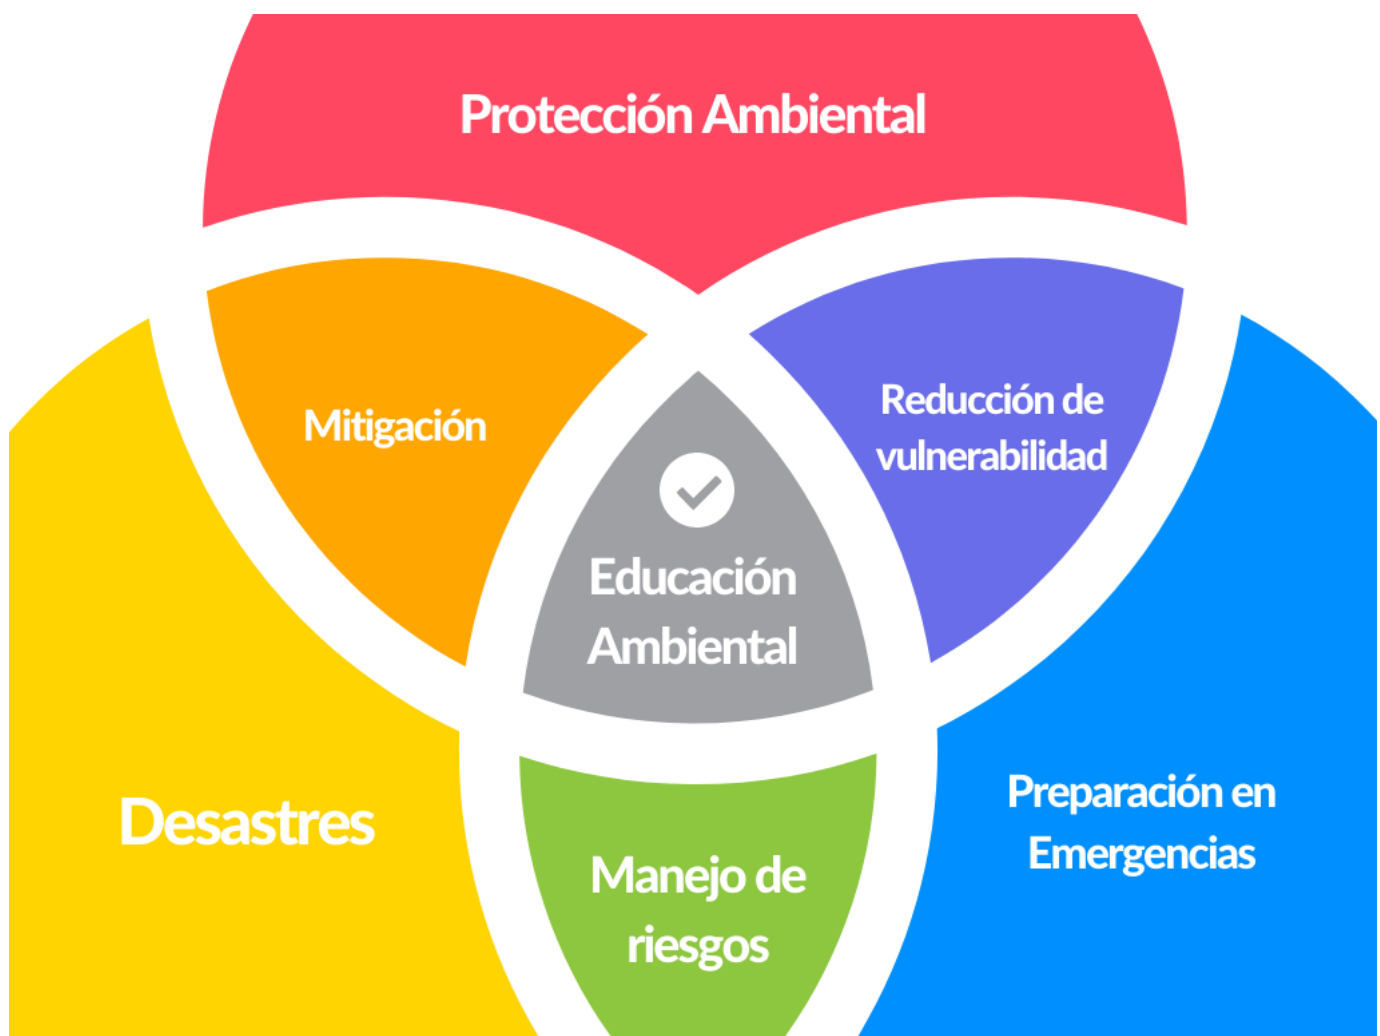 Protección Ambiental
Mitigación
Reducción de
vulnerabilidad
Educación
Ambiental
Desastres
Preparación en
Emergencias
Manejo de
riesgos